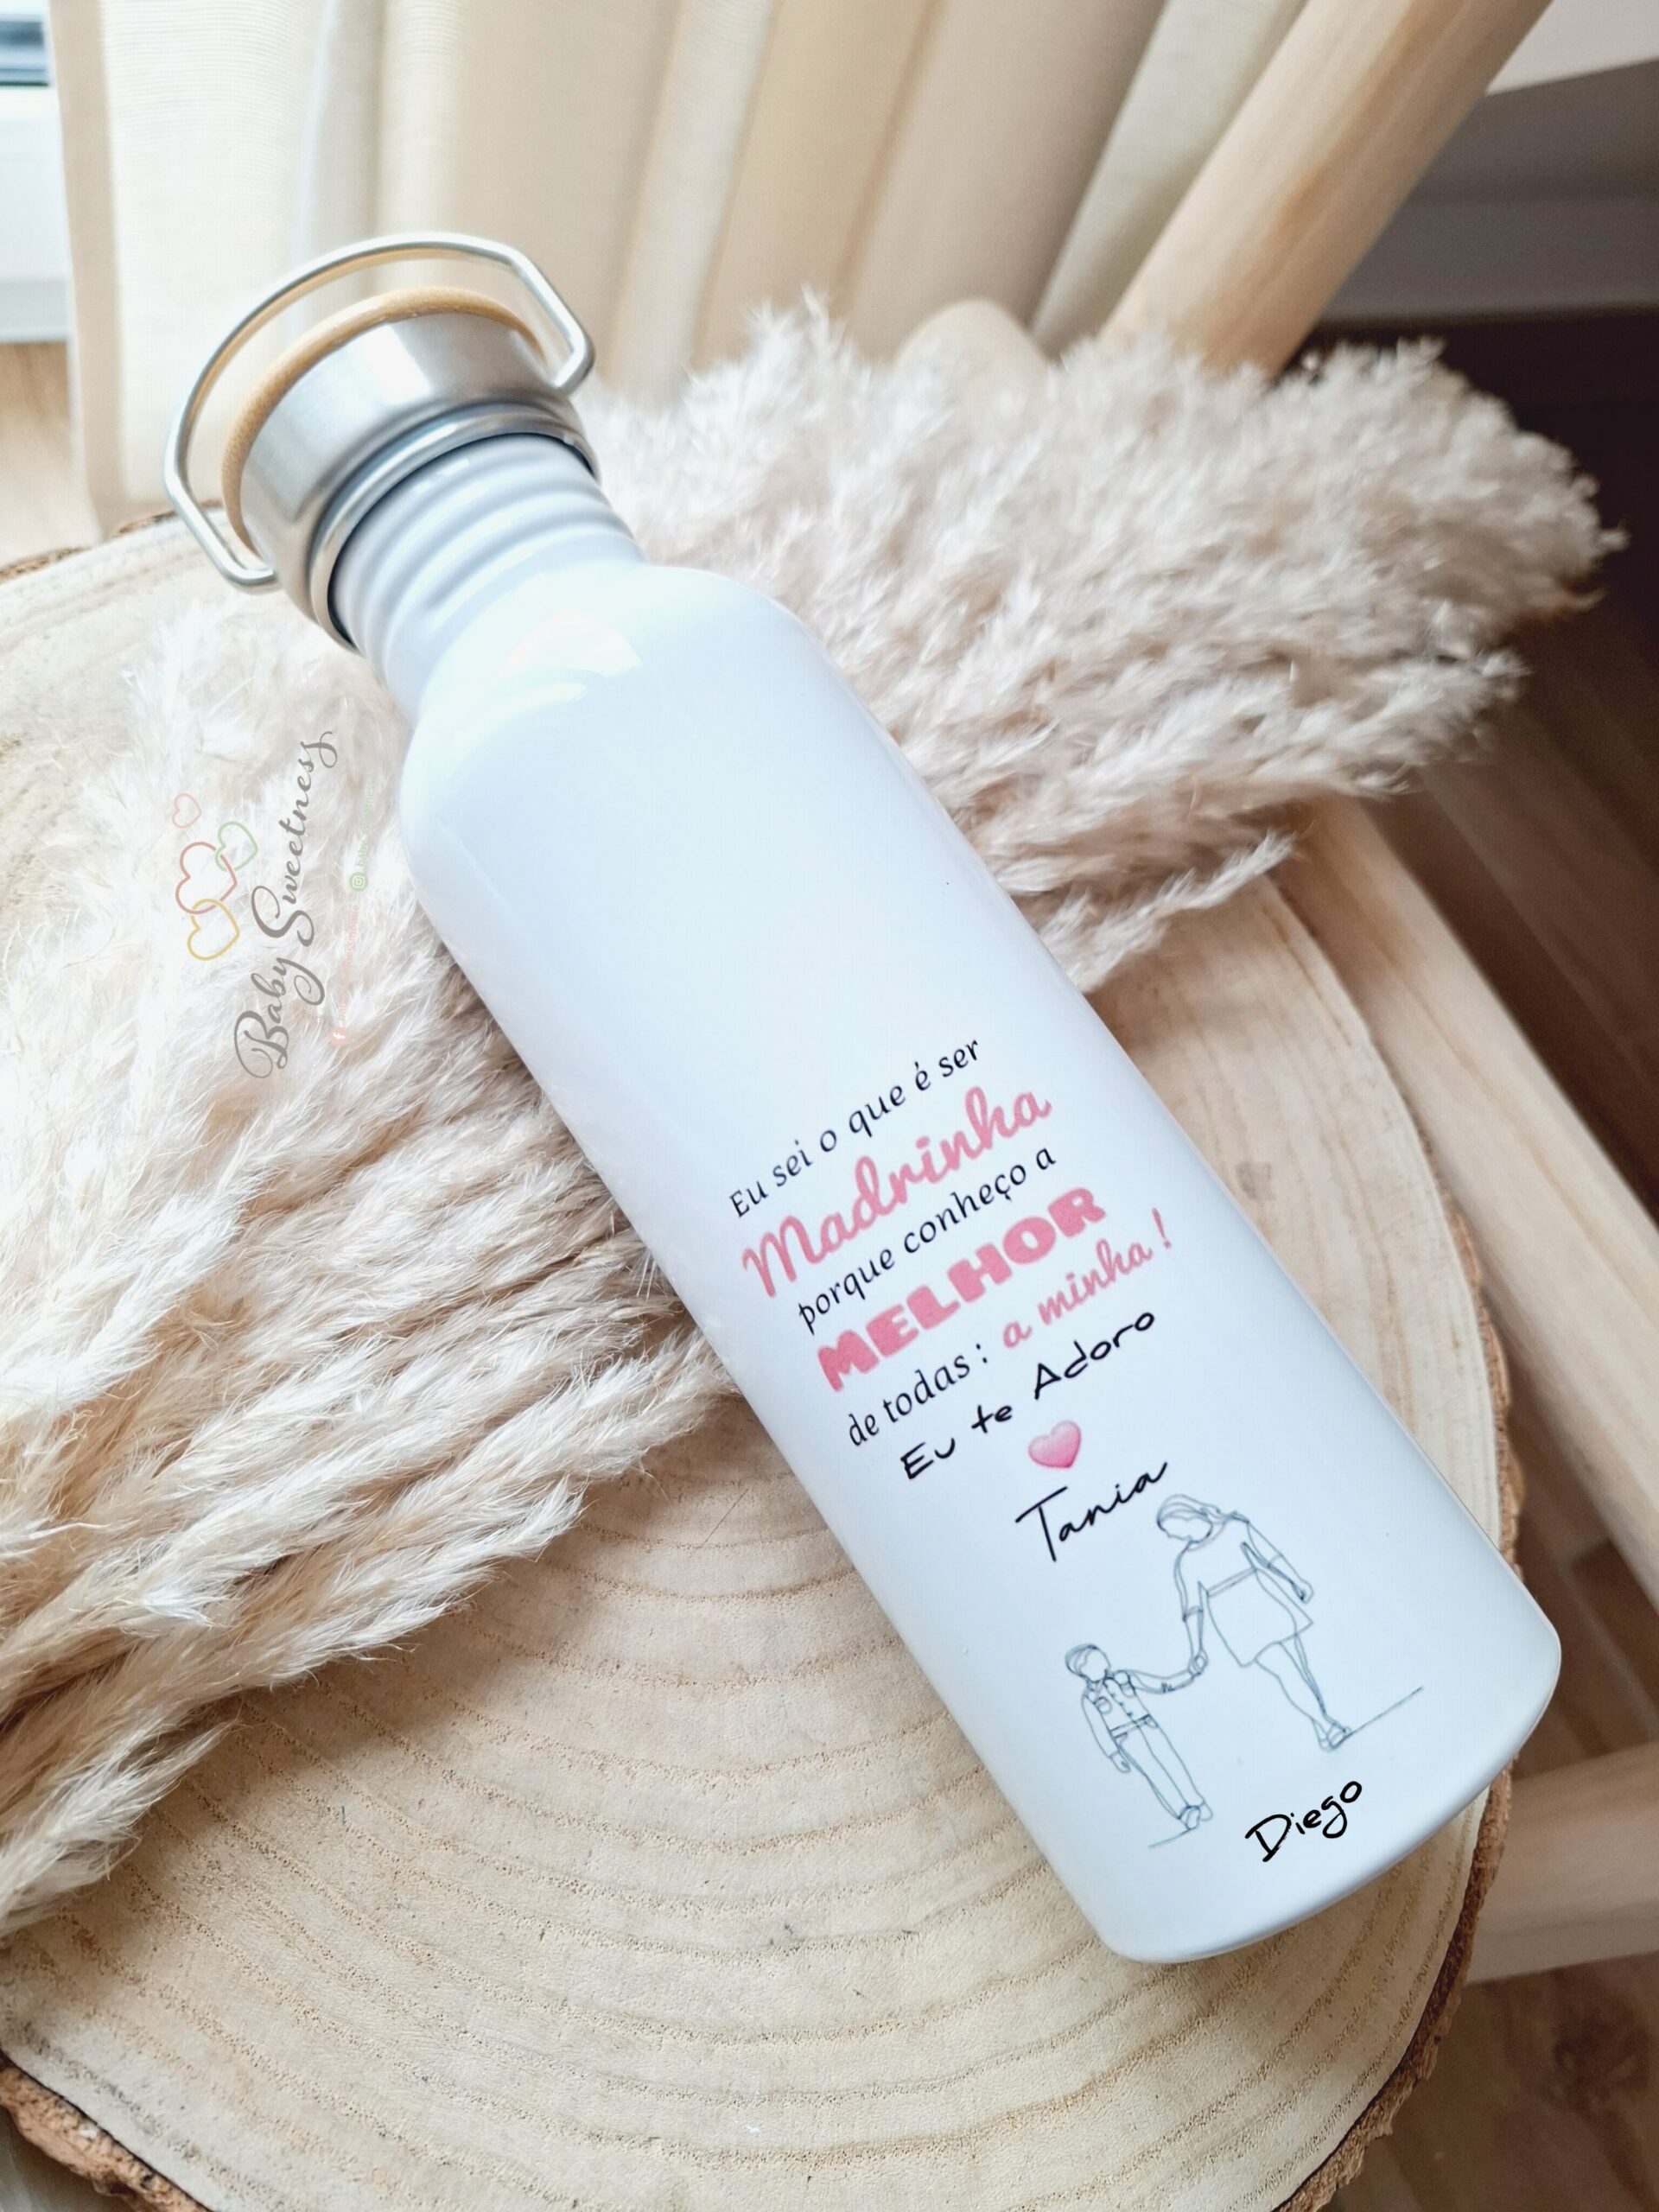 Eu sei o que é ser
Madrinha
porque conheço a
MELHOR
de todas : a minha !
Eu te Adoro
Tania
Diego
Baby Sweetness